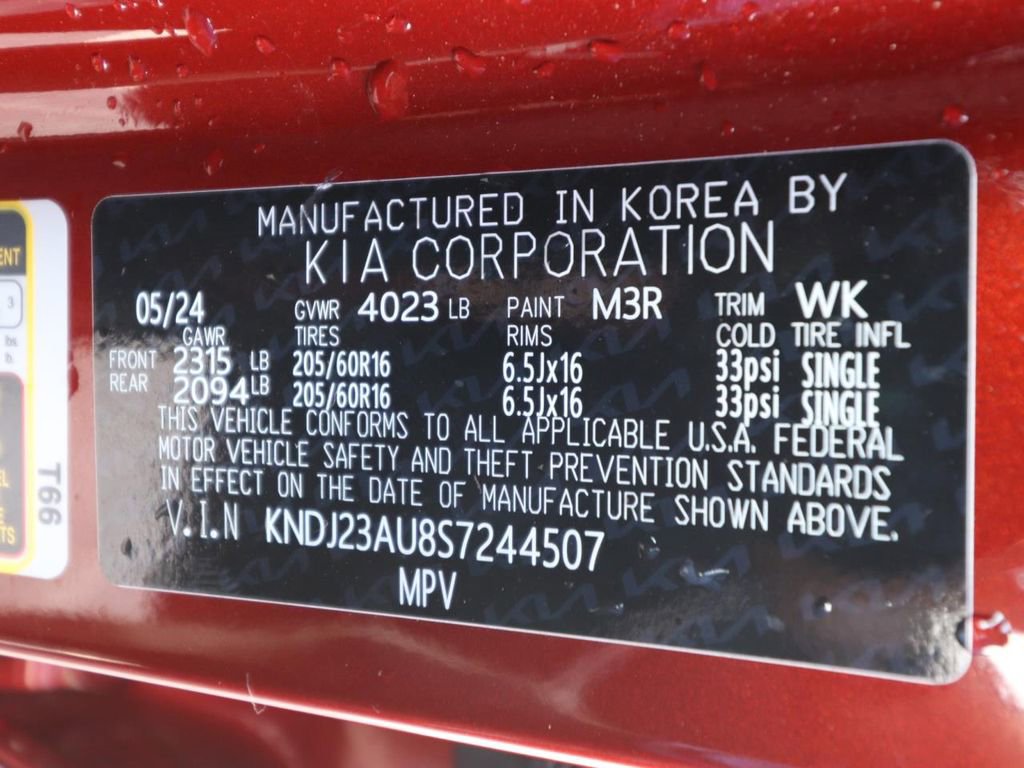 MANUFACTURED IN KOREA BY
KIA CORPORATION
05/24 GVWR 4023 LB PAINT M3R TRIM WK
GAWR TIRES RIMS COLD TIRE INFL
FRONT 2315 LB 205/60R16 6.5Jx16 33psi SINGLE
REAR 2094 LB 205/60R16 6.5Jx16 33psi SINGLE
THIS VEHICLE CONFORMS TO ALL APPLICABLE U.S.A. FEDERAL
MOTOR VEHICLE SAFETY AND THEFT PREVENTION STANDARDS
IN EFFECT ON THE DATE OF MANUFACTURE SHOWN ABOVE.
V.I.N KNDJ23AU8S7244507
MPV
3
lbs
b.
T66